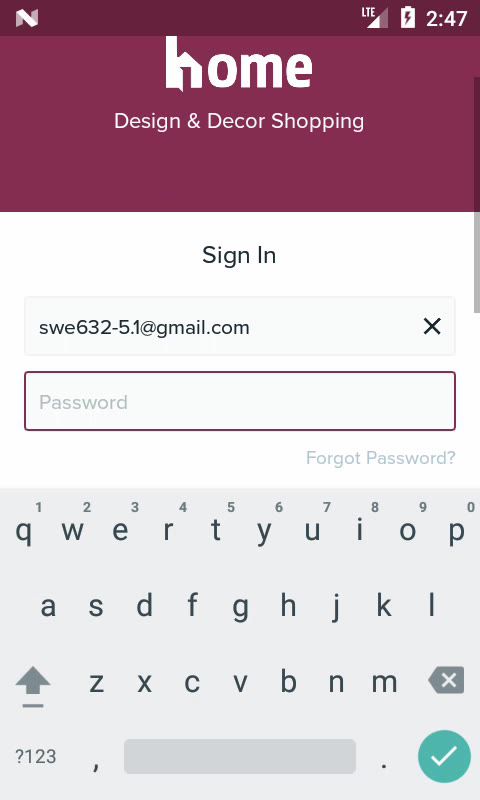 LTE 2:47
home
Design & Decor Shopping
Sign In
swe632-5.1@gmail.com
Password
Forgot Password?
1 2 3 4 5 6 7 8 9 0
q w e r t y u i o p
a s d f g h j k l
z x c v b n m
?123 , .